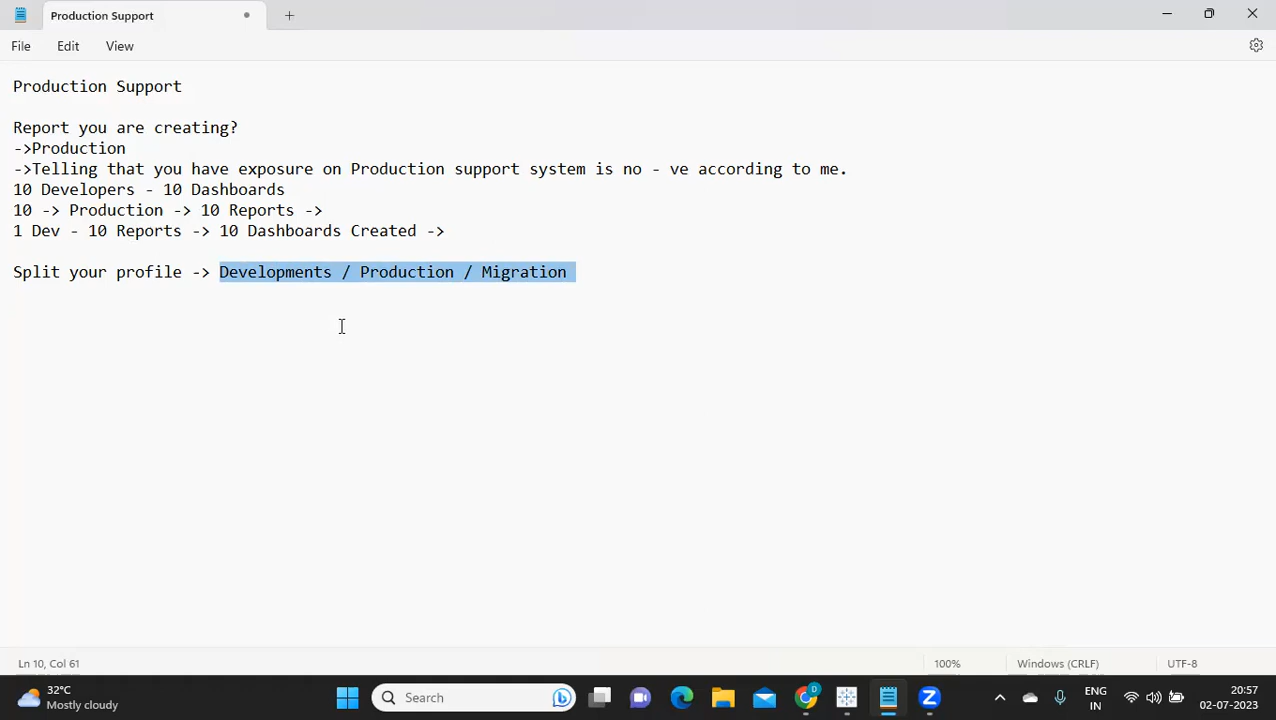 Production Support
File Edit View
Production Support
Report you are creating?
->Production
->Telling that you have exposure on Production support system is no - ve according to me.
10 Developers - 10 Dashboards
10 -> Production -> 10 Reports ->
1 Dev - 10 Reports -> 10 Dashboards Created ->
Split your profile -> Developments / Production / Migration
Ln 10, Col 61 100% Windows (CRLF) UTF-8
32°C
Mostly cloudy
Search
ENG
IN
20:57
02-07-2023